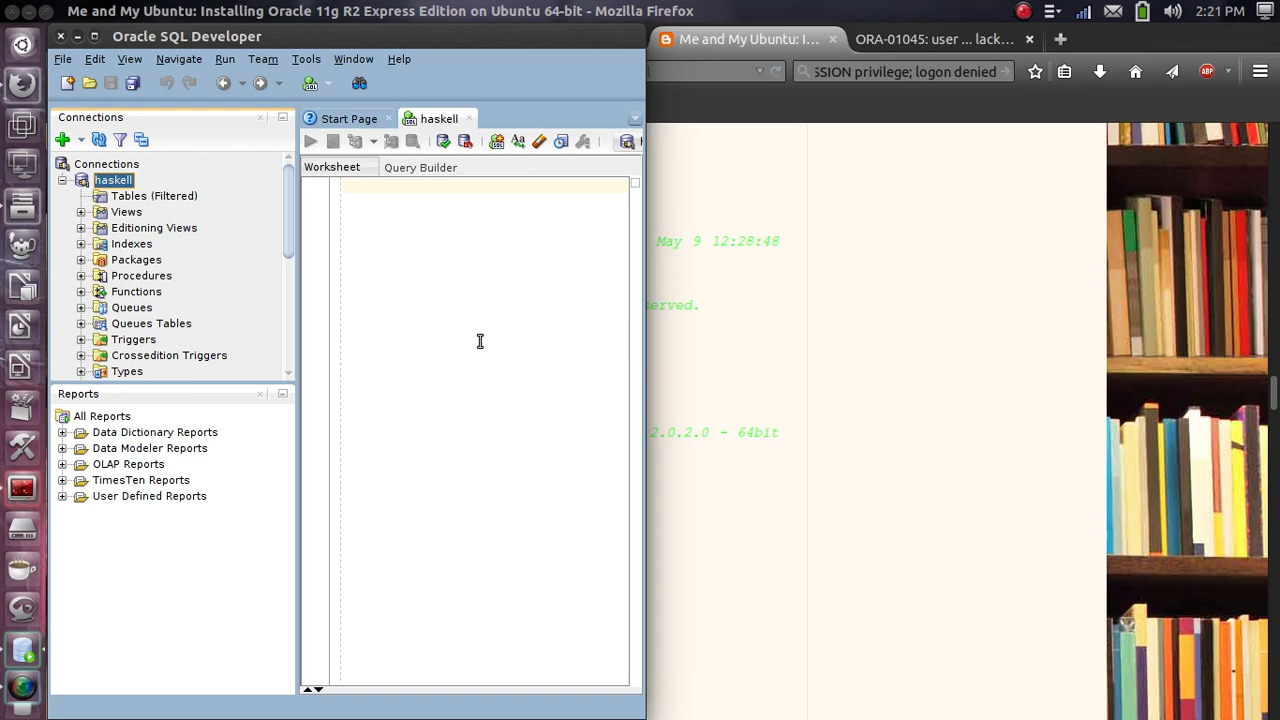 Me and My Ubuntu: Installing Oracle 11g R2 Express Edition on Ubuntu 64-bit - Mozilla Firefox
2:21 PM
Oracle SQL Developer
Me and My Ubuntu: I...
ORA-01045: user ... lack...
File Edit View Navigate Run Team Tools Window Help
SSION privilege; logon denied
ABP
Connections
Start Page
haskell
Worksheet
Query Builder
Connections
haskell
Tables (Filtered)
Views
Editioning Views
Indexes
Packages
Procedures
Functions
Queues
Queues Tables
Triggers
Crossedition Triggers
Types
Reports
All Reports
Data Dictionary Reports
Data Modeler Reports
OLAP Reports
TimesTen Reports
User Defined Reports
May 9 12:28:48
served.
2.0.2.0 - 64bit